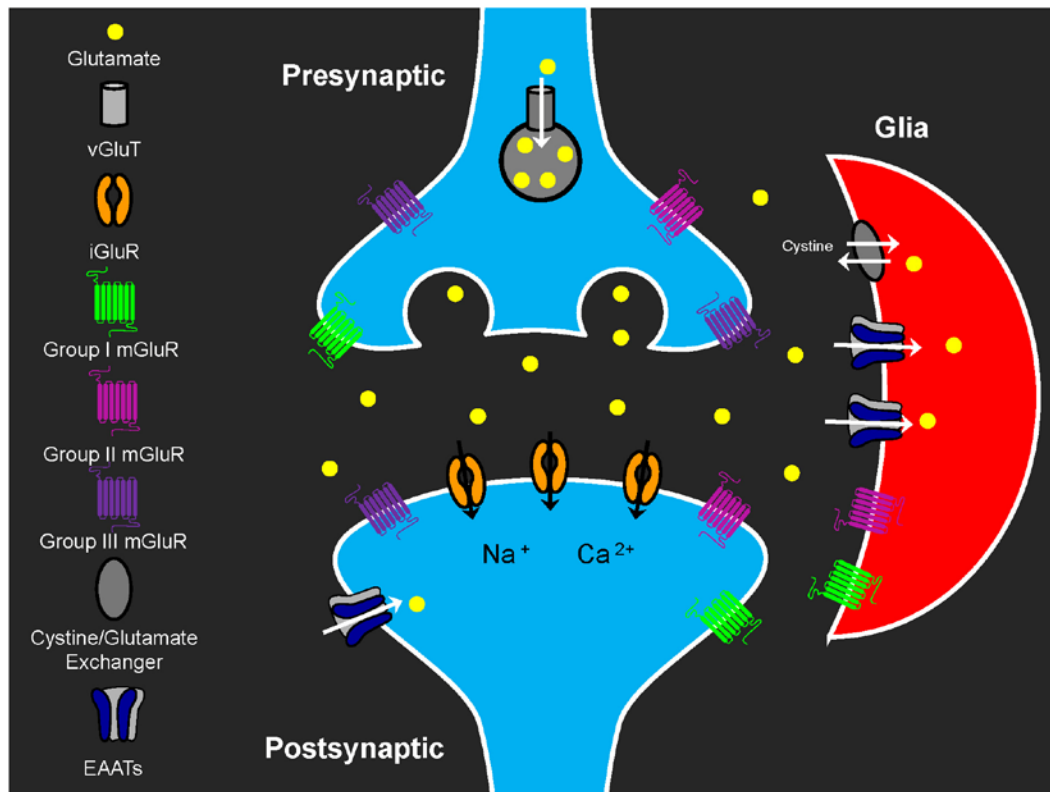 Glutamate
vGluT
iGluR
Group I mGluR
Group II mGluR
Group III mGluR
Cystine/Glutamate
Exchanger
EAATs
Presynaptic
Glia
Cystine
Na⁺
Ca²⁺
Postsynaptic